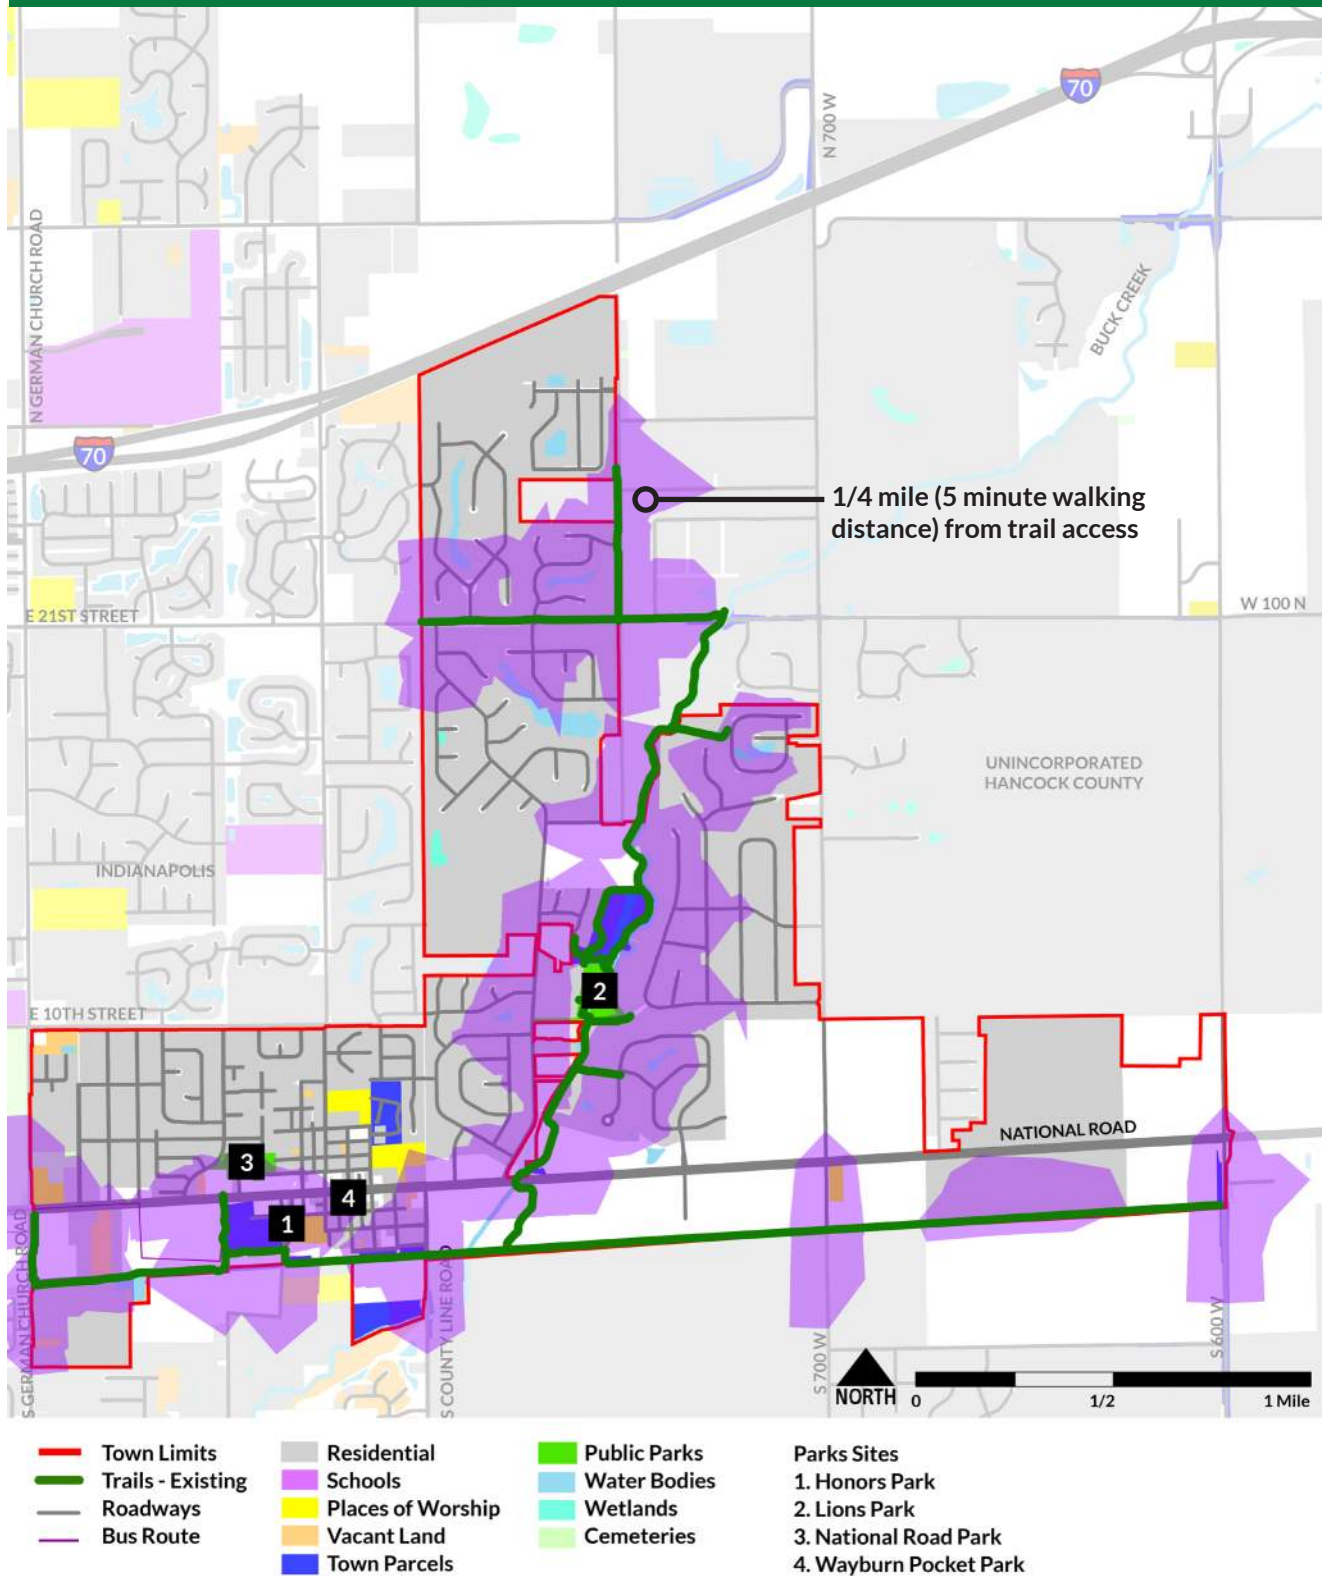 70
N 700 W
N GERMAN CHURCH ROAD
BUCK CREEK
70
1/4 mile (5 minute walking
distance) from trail access
E 21ST STREET
W 100 N
UNINCORPORATED
HANCOCK COUNTY
INDIANAPOLIS
2
E 10TH STREET
NATIONAL ROAD
3
4
1
S GERMAN CHURCH ROAD
S COUNTY LINE ROAD
S 700 W
S 600 W
NORTH
0
1/2
1 Mile
Town Limits
Trails - Existing
Roadways
Bus Route
Residential
Schools
Places of Worship
Vacant Land
Town Parcels
Public Parks
Water Bodies
Wetlands
Cemeteries
Parks Sites
1. Honors Park
2. Lions Park
3. National Road Park
4. Wayburn Pocket Park